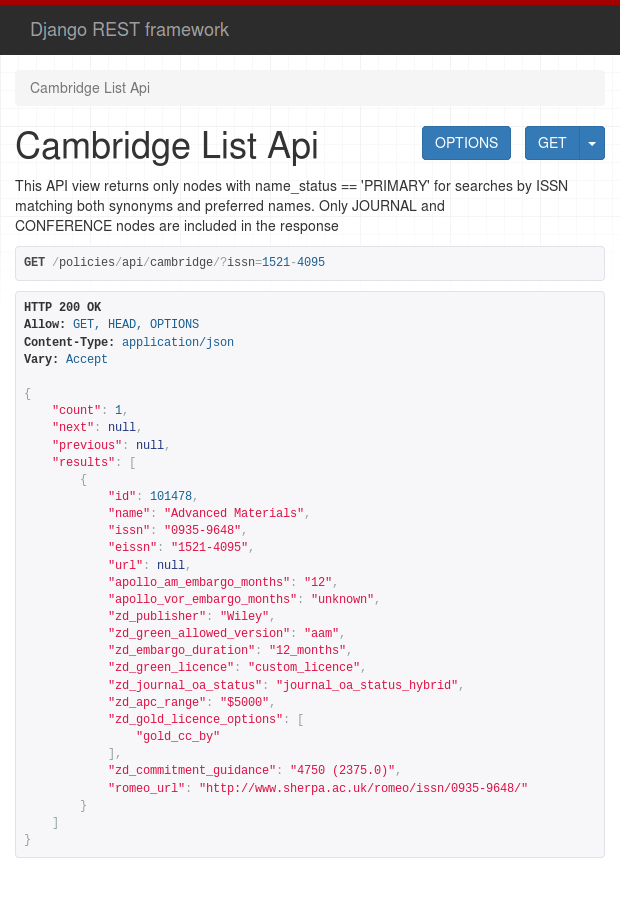 Django REST framework
Cambridge List Api
Cambridge List Api
OPTIONS
GET
This API view returns only nodes with name_status == 'PRIMARY' for searches by ISSN
matching both synonyms and preferred names. Only JOURNAL and
CONFERENCE nodes are included in the response
GET /policies/api/cambridge/?issn=1521-4095
HTTP 200 OK
Allow: GET, HEAD, OPTIONS
Content-Type: application/json
Vary: Accept
{
    "count": 1,
    "next": null,
    "previous": null,
    "results": [
        {
            "id": 101478,
            "name": "Advanced Materials",
            "issn": "0935-9648",
            "eissn": "1521-4095",
            "url": null,
            "apollo_am_embargo_months": "12",
            "apollo_vor_embargo_months": "unknown",
            "zd_publisher": "Wiley",
            "zd_green_allowed_version": "aam",
            "zd_embargo_duration": "12_months",
            "zd_green_licence": "custom_licence",
            "zd_journal_oa_status": "journal_oa_status_hybrid",
            "zd_apc_range": "$5000",
            "zd_gold_licence_options": [
                "gold_cc_by"
            ],
            "zd_commitment_guidance": "4750 (2375.0)",
            "romeo_url": "http://www.sherpa.ac.uk/romeo/issn/0935-9648/"
        }
    ]
}